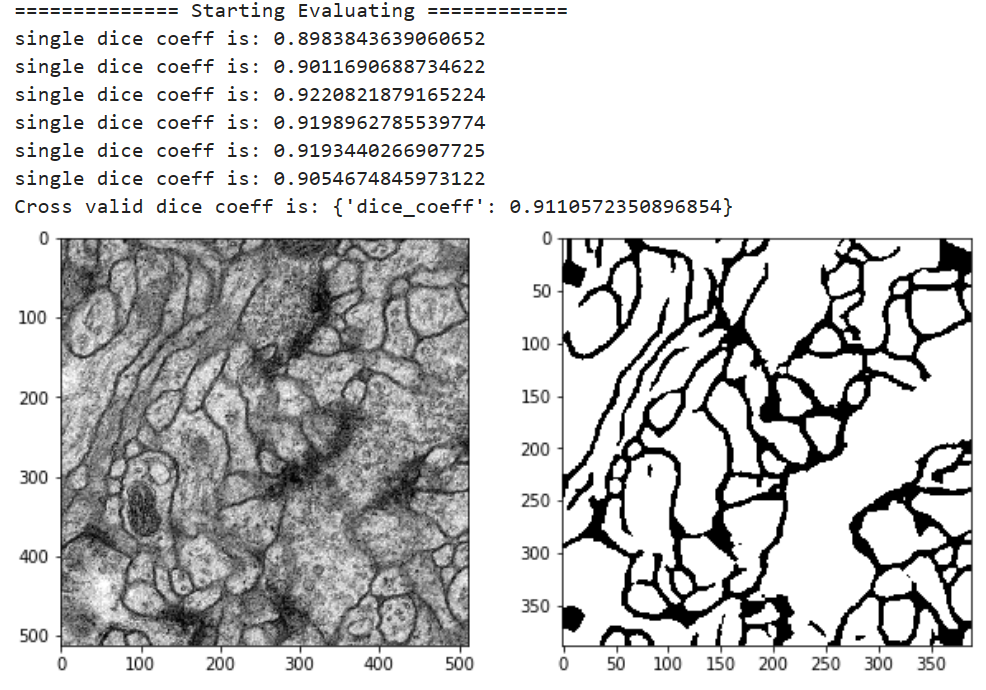 ============== Starting Evaluating ============
single dice coeff is: 0.8983843639060652
single dice coeff is: 0.9011690688734622
single dice coeff is: 0.9220821879165224
single dice coeff is: 0.9198962785539774
single dice coeff is: 0.9193440266907725
single dice coeff is: 0.9054674845973122
Cross valid dice coeff is: {'dice_coeff': 0.9110572350896854}
0
100
200
300
400
500
0 100 200 300 400 500
0
50
100
150
200
250
300
350
0 50 100 150 200 250 300 350